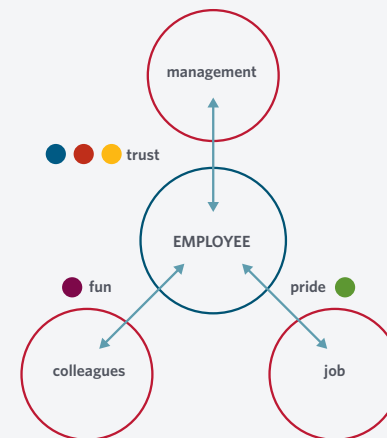 management
trust
EMPLOYEE
fun
pride
colleagues
job